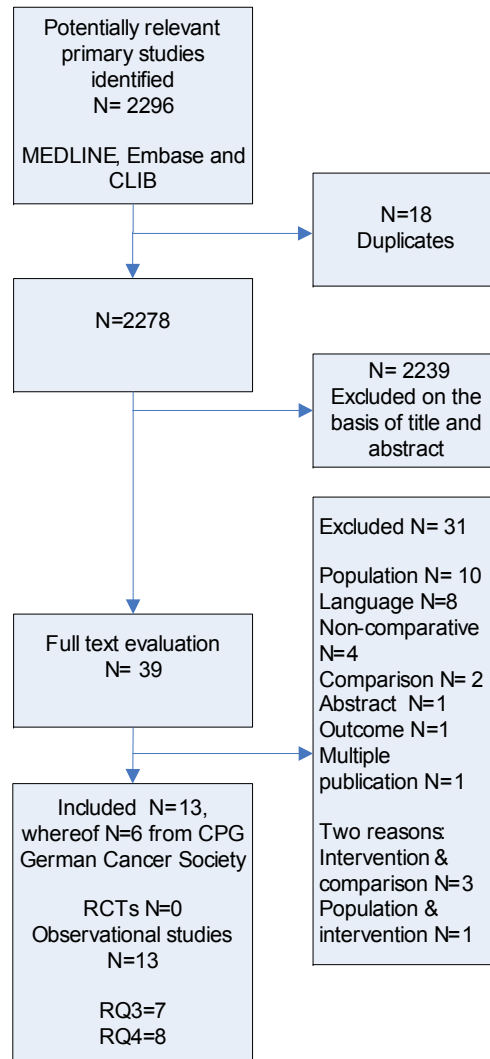 Potentially relevant
primary studies
identified
N= 2296
MEDLINE, Embase and
CLIB
N=18
Duplicates
N=2278
N= 2239
Excluded on the
basis of title and
abstract
Excluded N= 31
Population N= 10
Language N=8
Non-comparative
N=4
Comparison N= 2
Abstract N=1
Outcome N=1
Multiple
publication N=1
Two reasons:
Intervention &
comparison N=3
Population &
intervention N=1
Full text evaluation
N= 39
Included N=13,
whereof N=6 from CPG
German Cancer Society
RCTs N=0
Observational studies
N=13
RQ3=7
RQ4=8